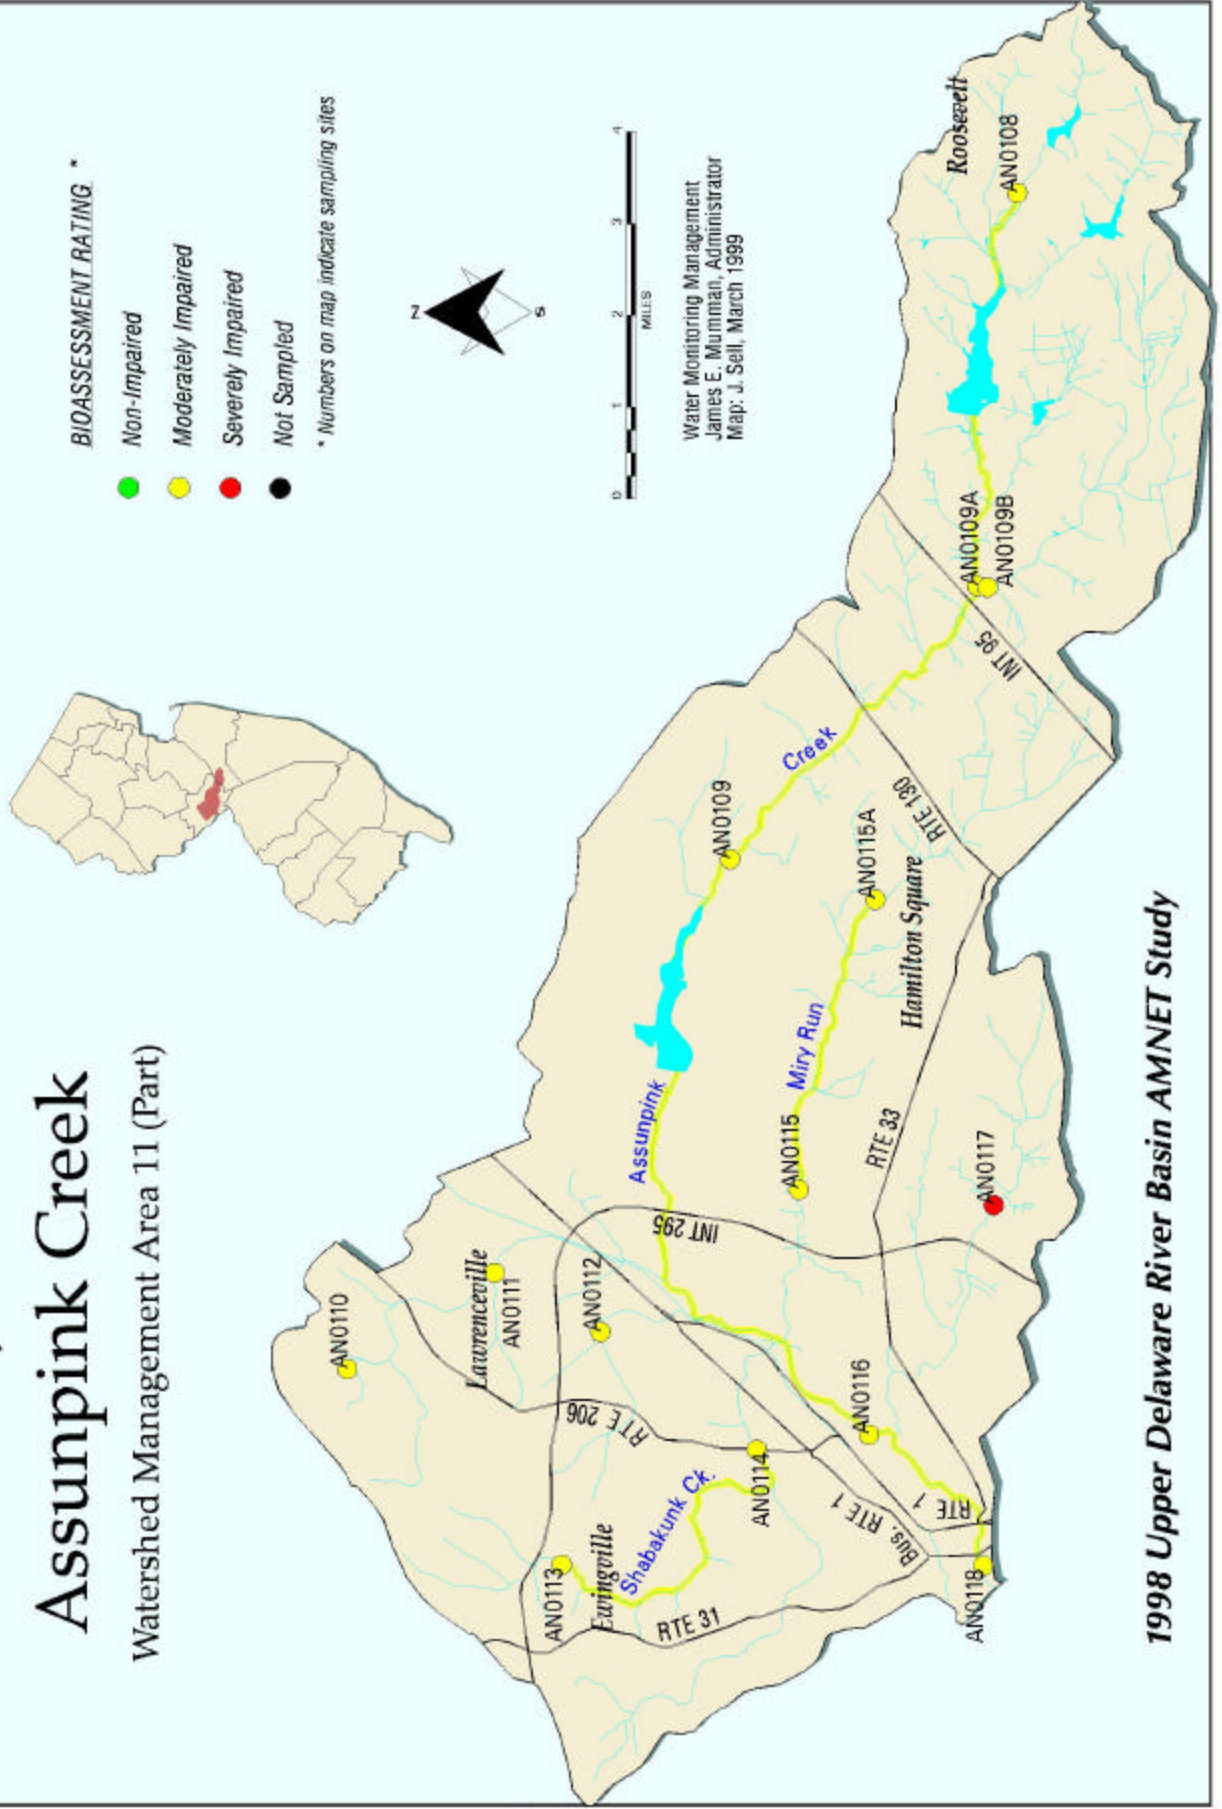 Assunpink Creek
Watershed Management Area 11 (Part)
BIOASSESSMENT RATING *
Non-Impaired
Moderately Impaired
Severely Impaired
Not Sampled
* Numbers on map indicate sampling sites
N
S
0 1 2 3 4
MILES
Water Monitoring Management
James E. Mumman, Administrator
Map: J. Sell, March 1999
AN0110
Lawrenceville
AN0111
AN0112
RTE 206
AN0113
Ewingville
Shabakunk Ck.
RTE 31
AN0114
Bus. RTE 1
RTE 1
AN0118
AN0116
INT 295
Assunpink
Creek
AN0109
AN0115
Miry Run
AN0115A
Hamilton Square
RTE 33
AN0117
RTE 130
INT 95
AN0109A
AN0109B
Roosevelt
AN0108
1998 Upper Delaware River Basin AMNET Study